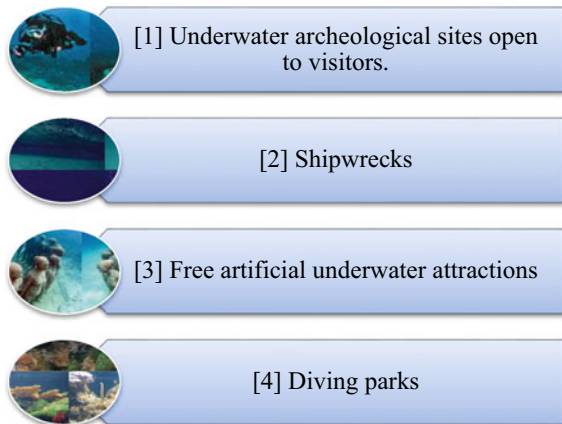 [1] Underwater archeological sites open
to visitors.
[2] Shipwrecks
[3] Free artificial underwater attractions
[4] Diving parks